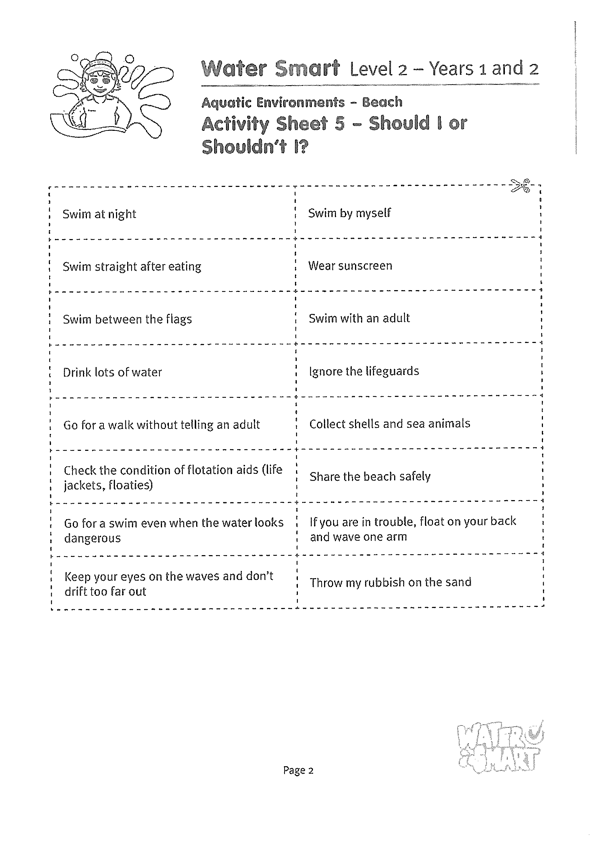 Water Smart Level 2 – Years 1 and 2
Aquatic Environments – Beach
Activity Sheet 5 – Should I or
Shouldn't I?
Swim at night
Swim by myself
Swim straight after eating
Wear sunscreen
Swim between the flags
Swim with an adult
Drink lots of water
Ignore the lifeguards
Go for a walk without telling an adult
Collect shells and sea animals
Check the condition of flotation aids (life
jackets, floaties)
Share the beach safely
Go for a swim even when the water looks
dangerous
If you are in trouble, float on your back
and wave one arm
Keep your eyes on the waves and don't
drift too far out
Throw my rubbish on the sand
WATER
SMART
Page 2